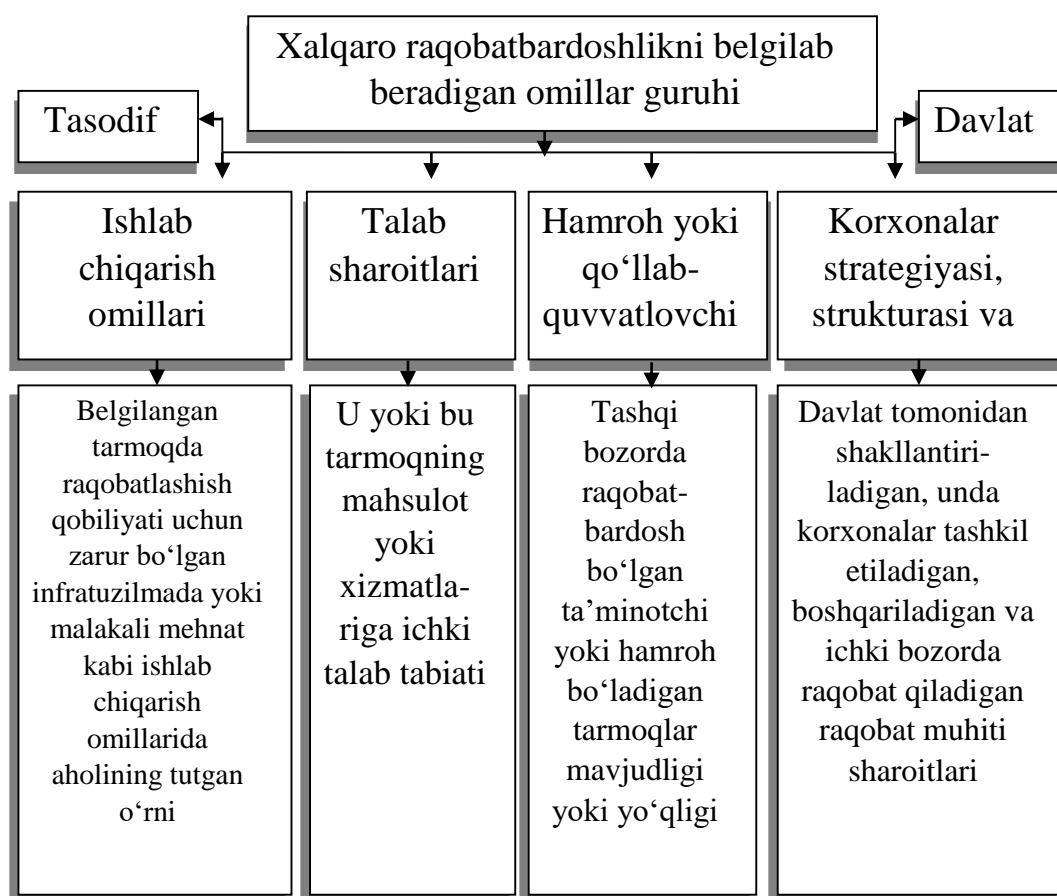 Xalqaro raqobatbardoshlikni belgilab
beradigan omillar guruhi
Tasodif
Davlat
Ishlab
chiqarish
omillari
Talab
sharoitlari
Hamroh yoki
qo‘llab-
quvvatlovchi
Korxonalar
strategiyasi,
strukturasi va
Belgilangan
tarmoqda
raqobatlashish
qobiliyati uchun
zarur bo‘lgan
infratuzilmada yoki
malakali mehnat
kabi ishlab
chiqarish
omillarida
aholining tutgan
o‘rni
U yoki bu
tarmoqning
mahsulot
yoki
xizmatla-
riga ichki
talab tabiati
Tashqi
bozorda
raqobat-
bardosh
bo‘lgan
ta’minotchi
yoki hamroh
bo‘ladigan
tarmoqlar
mavjudligi
yoki yo‘qligi
Davlat tomonidan
shakllantiri-
ladigan, unda
korxonalar tashkil
etiladigan,
boshqariladigan va
ichki bozorda
raqobat qiladigan
raqobat muhiti
sharoitlari